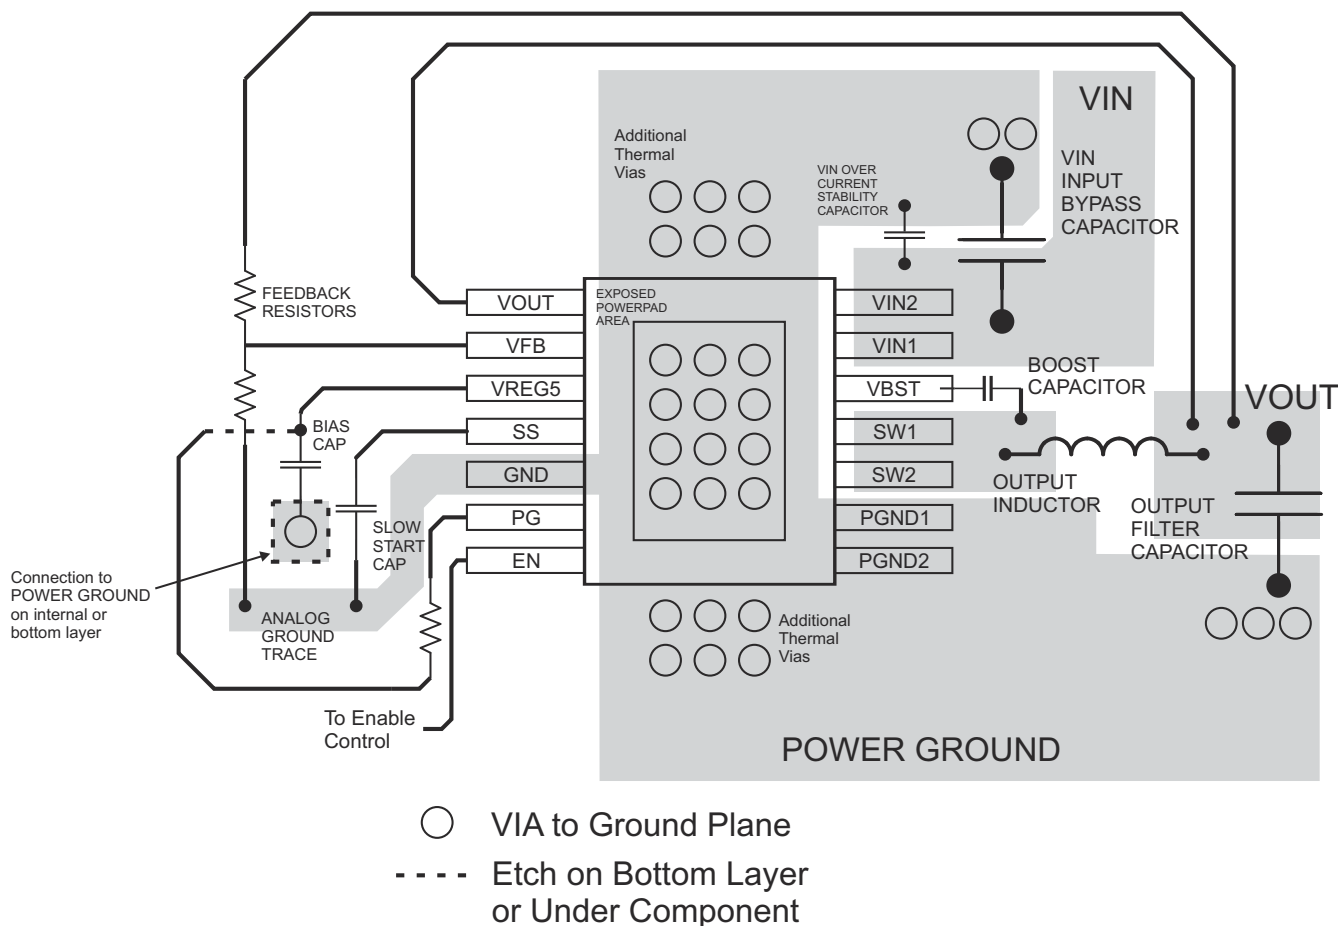 VIN
Additional
Thermal
Vias
VIN OVER
CURRENT
STABILITY
CAPACITOR
VIN
INPUT
BYPASS
CAPACITOR
FEEDBACK
RESISTORS
VOUT
EXPOSED
POWERPAD
AREA
VIN2
VFB
VIN1
VREG5
VBST
BOOST
CAPACITOR
VOUT
BIAS
CAP
SS
SW1
GND
SW2
OUTPUT
INDUCTOR
PG
PGND1
OUTPUT
FILTER
CAPACITOR
SLOW
START
CAP
EN
PGND2
Connection to
POWER GROUND
on internal or
bottom layer
ANALOG
GROUND
TRACE
Additional
Thermal
Vias
To Enable
Control
POWER GROUND
VIA to Ground Plane
Etch on Bottom Layer
or Under Component